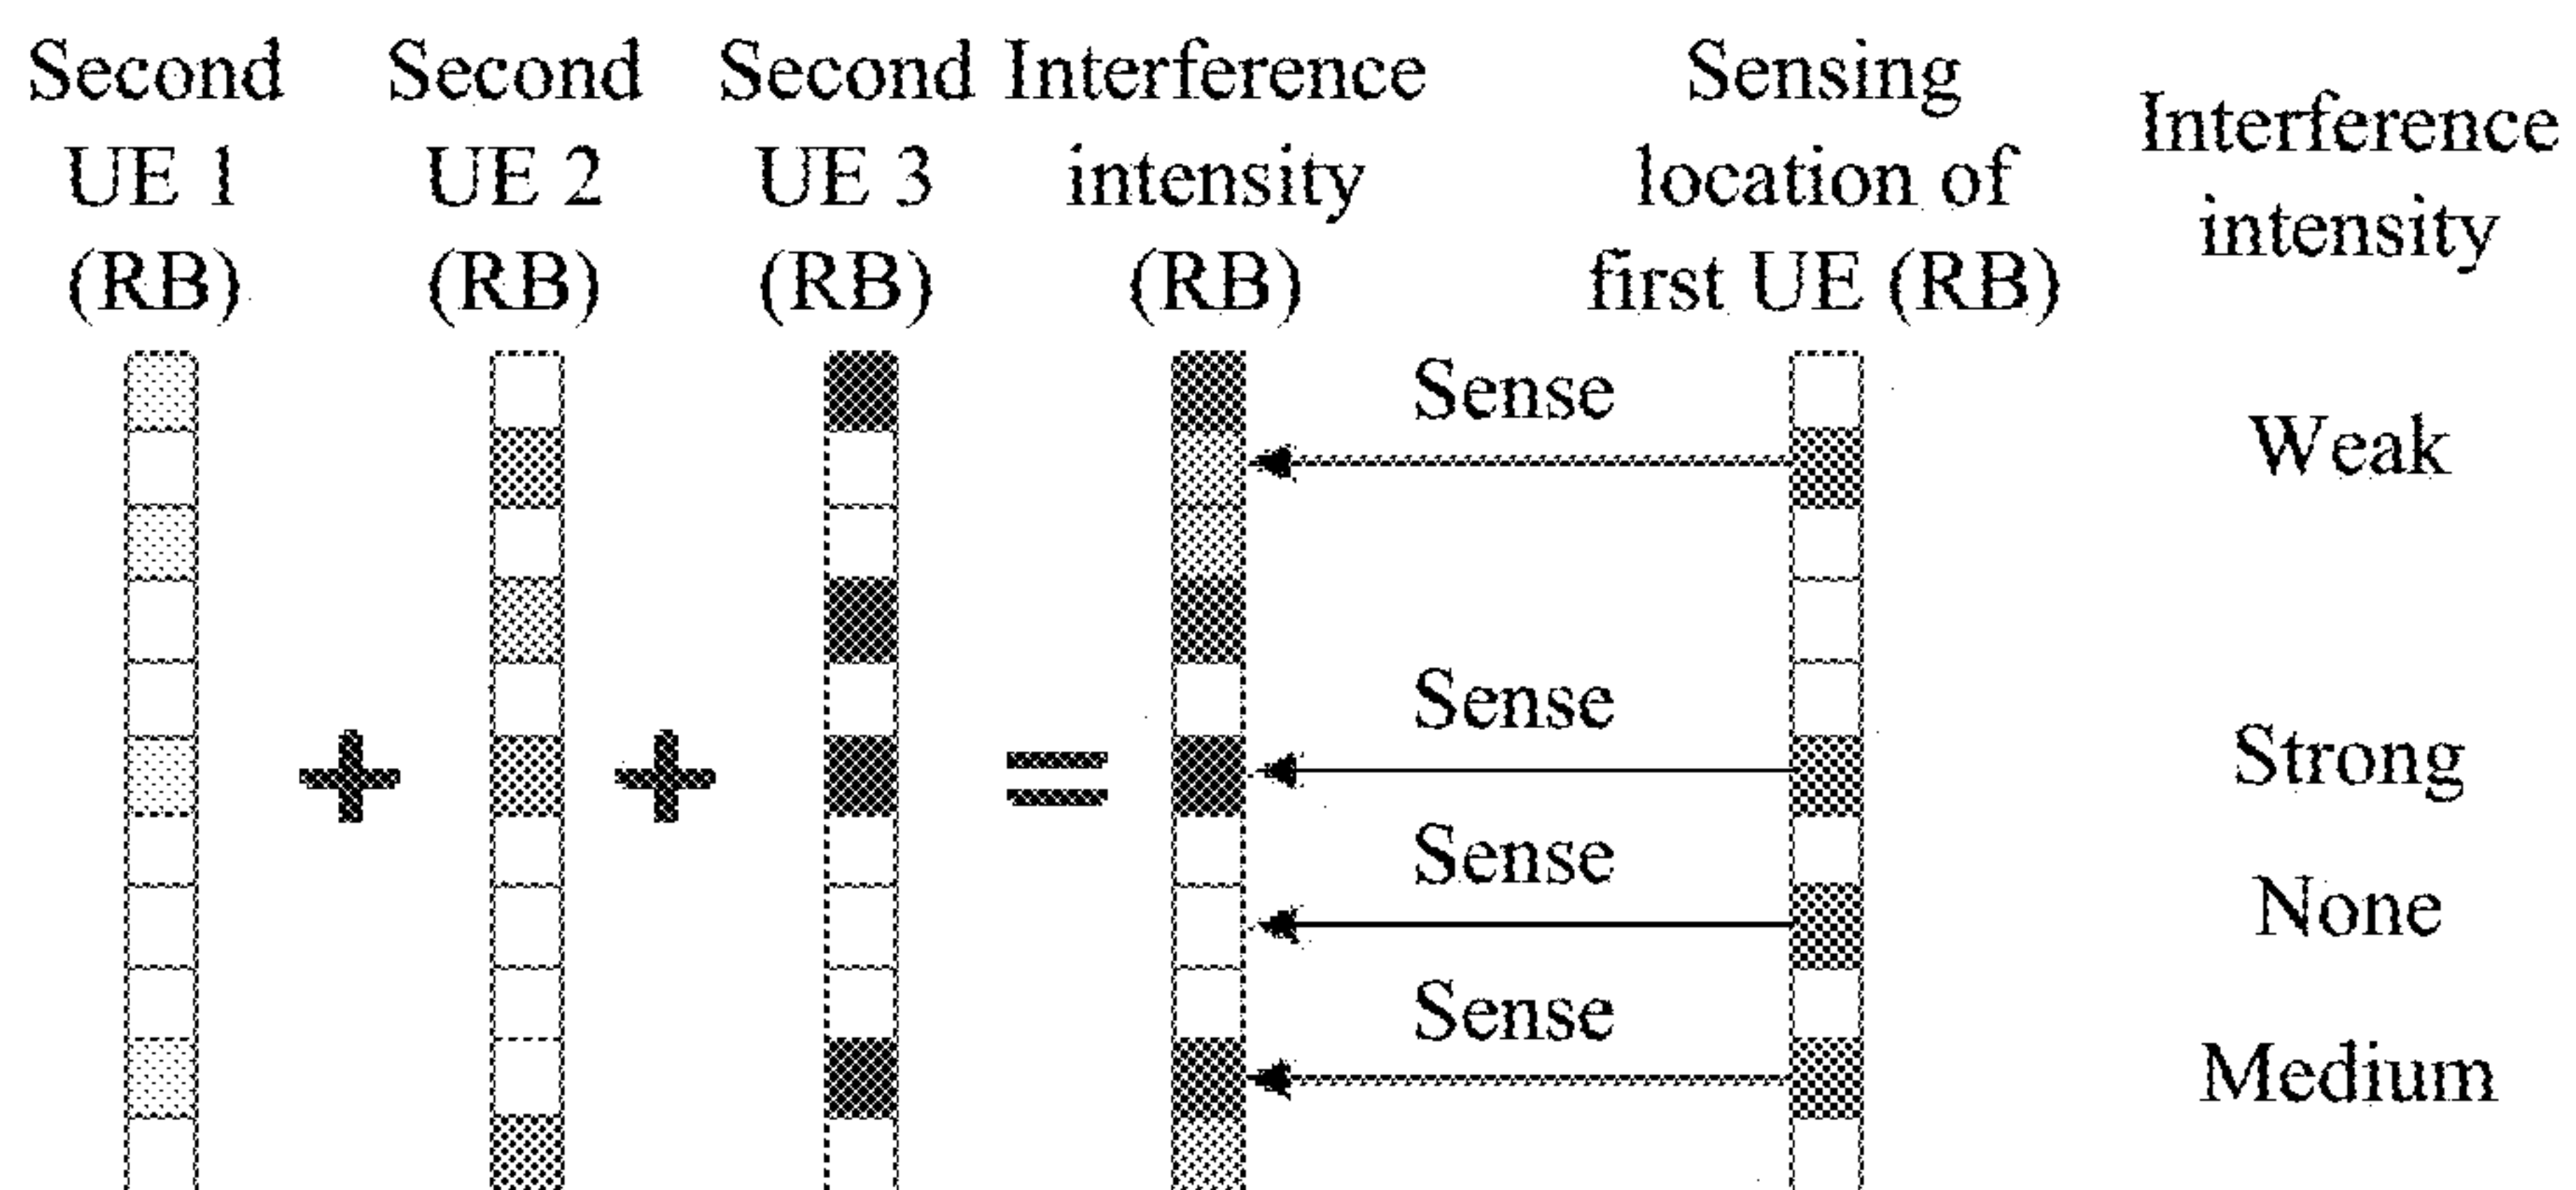 Second
UE 1
(RB)
Second
UE 2
(RB)
Second
UE 3
(RB)
Interference
intensity
(RB)
Sensing
location of
first UE (RB)
Interference
intensity
Sense
Weak
+
+
=
Sense
Strong
Sense
None
Sense
Medium